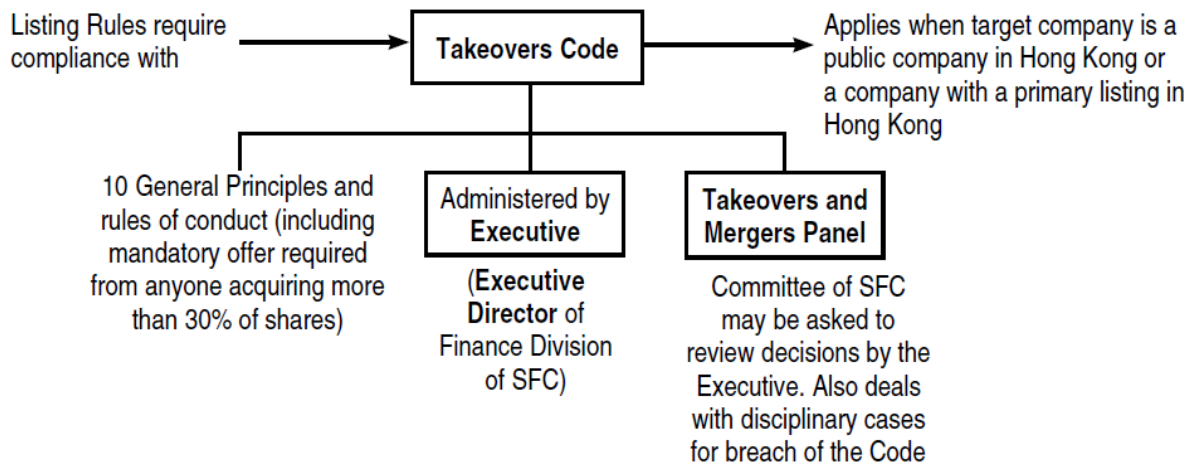 Listing Rules require
compliance with
Takeovers Code
Applies when target company is a
public company in Hong Kong or
a company with a primary listing in
Hong Kong
10 General Principles and
rules of conduct (including
mandatory offer required
from anyone acquiring more
than 30% of shares)
Administered by
Executive
(Executive
Director of
Finance Division
of SFC)
Takeovers and
Mergers Panel
Committee of SFC
may be asked to
review decisions by the
Executive. Also deals
with disciplinary cases
for breach of the Code